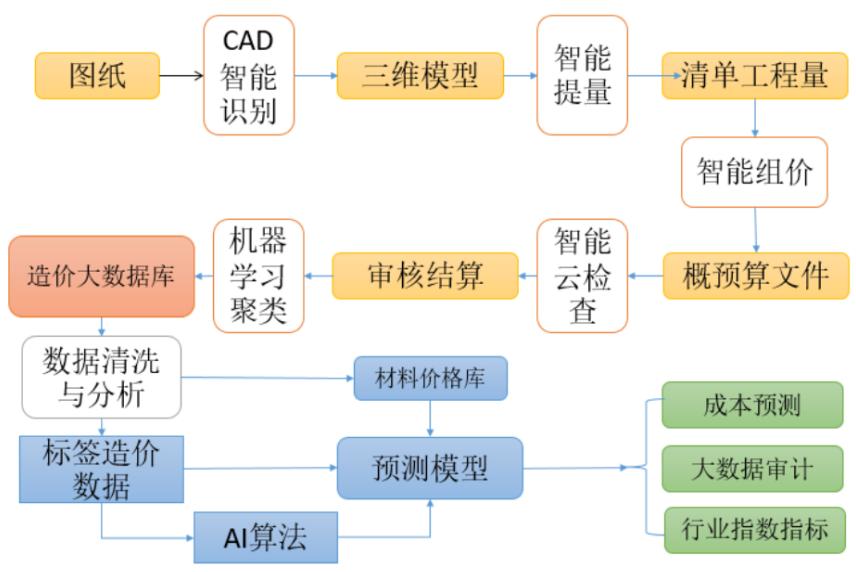 图纸
CAD
智能
识别
三维模型
智能
提量
清单工程量
智能组价
概预算文件
智能
云检
查
审核结算
机器
学习
聚类
造价大数据库
数据清洗
与分析
材料价格库
标签造价
数据
预测模型
AI算法
成本预测
大数据审计
行业指数指标